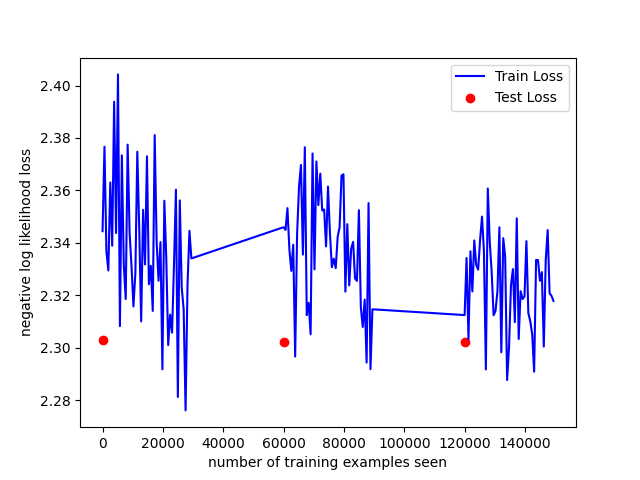 Train Loss
Test Loss
2.40
2.38
2.36
2.34
2.32
2.30
2.28
negative log likelihood loss
0 20000 40000 60000 80000 100000 120000 140000
number of training examples seen